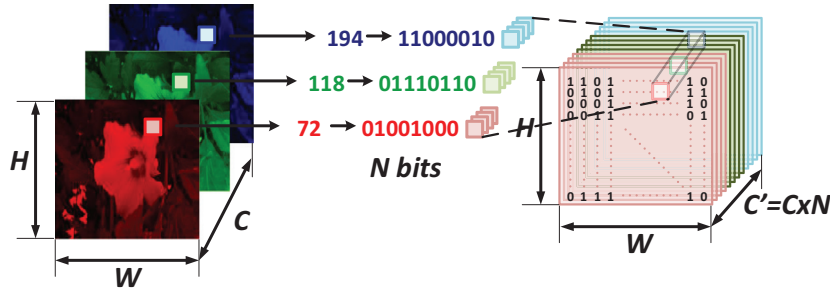 194 11000010
118 01110110
72 01001000
N bits
H
W
C
H
W
C'=CxN
1 1 0 1 1 0
0 0 0 1 1 1
0 1 0 0 1 0
0 0 1 1 0 1
0 1 1 1 1 0